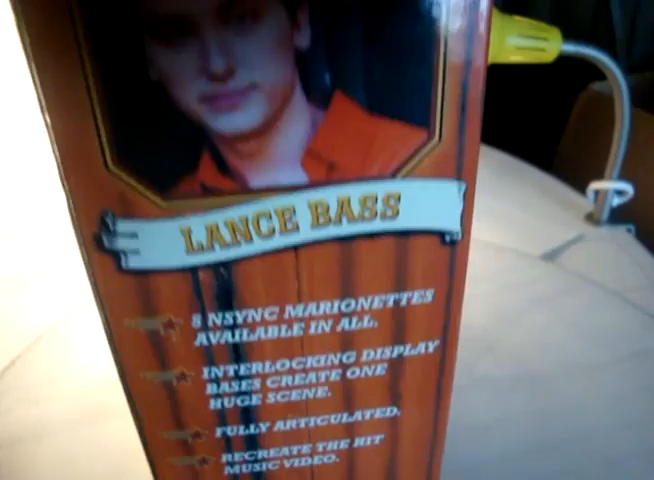 LANCE BASS
5 NSYNC MARIONETTES
AVAILABLE IN ALL.
INTERLOCKING DISPLAY
BASES CREATE ONE
HUGE SCENE.
FULLY ARTICULATED.
RECREATE THE HIT
MUSIC VIDEO.